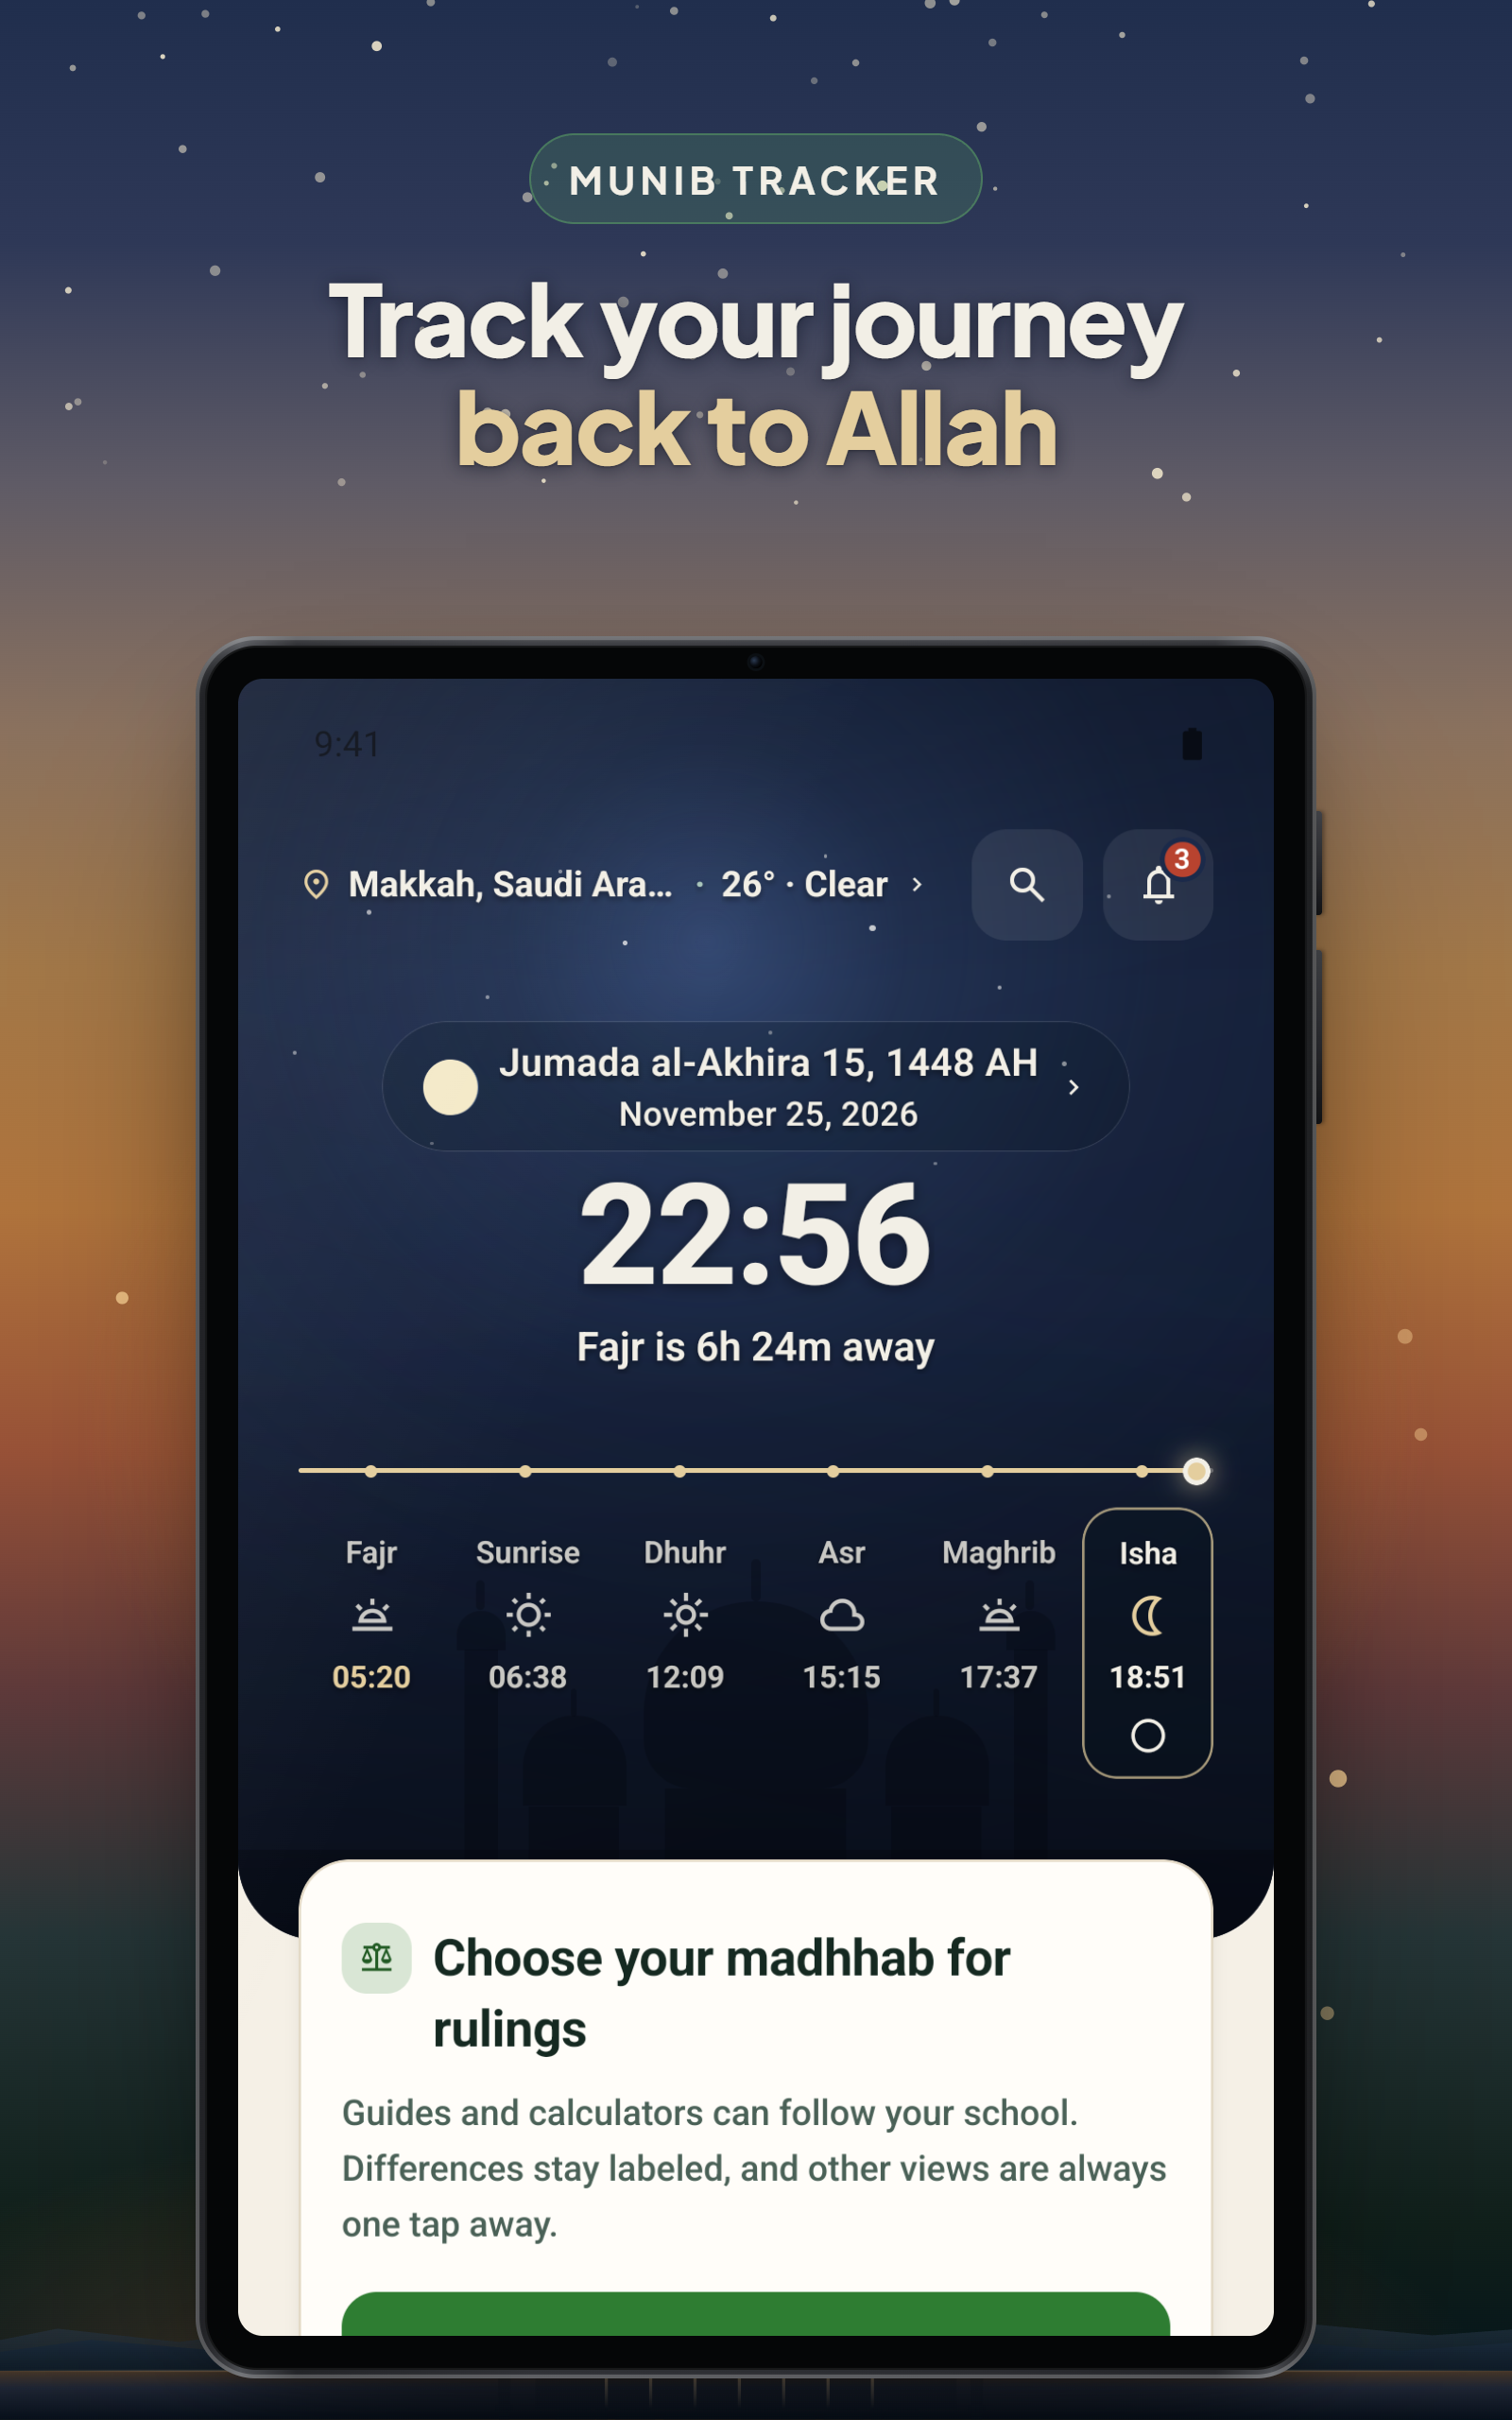 MUNIB TRACKER
Track your journey
back to Allah
9:41
Makkah, Saudi Ara... · 26° · Clear
3
Jumada al-Akhira 15, 1448 AH
November 25, 2026
22:56
Fajr is 6h 24m away
Fajr Sunrise Dhuhr Asr Maghrib Isha
05:20 06:38 12:09 15:15 17:37 18:51
Choose your madhhab for
rulings
Guides and calculators can follow your school.
Differences stay labeled, and other views are always
one tap away.